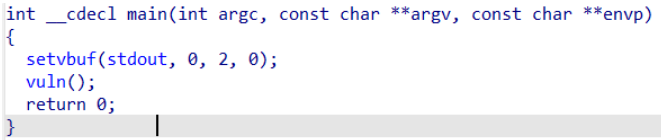 int __cdecl main(int argc, const char **argv, const char **envp)
{
  setvbuf(stdout, 0, 2, 0);
  vuln();
  return 0;
}